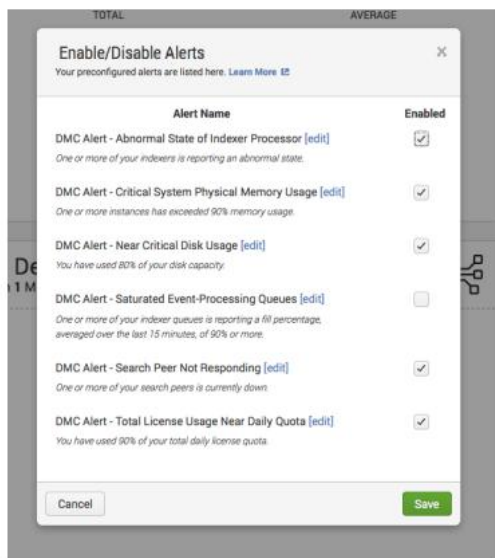 TOTAL AVERAGE
Enable/Disable Alerts
Your preconfigured alerts are listed here. Learn More
Alert Name Enabled
DMC Alert - Abnormal State of Indexer Processor [edit]
One or more of your indexers is reporting an abnormal state.
DMC Alert - Critical System Physical Memory Usage [edit]
One or more instances has exceeded 90% memory usage.
DMC Alert - Near Critical Disk Usage [edit]
You have used 80% of your disk capacity.
De
1 M
DMC Alert - Saturated Event-Processing Queues [edit]
One or more of your indexer queues is reporting a fill percentage,
averaged over the last 15 minutes, of 90% or more.
DMC Alert - Search Peer Not Responding [edit]
One or more of your search peers is currently down.
DMC Alert - Total License Usage Near Daily Quota [edit]
You have used 90% of your total daily license quota.
Cancel Save